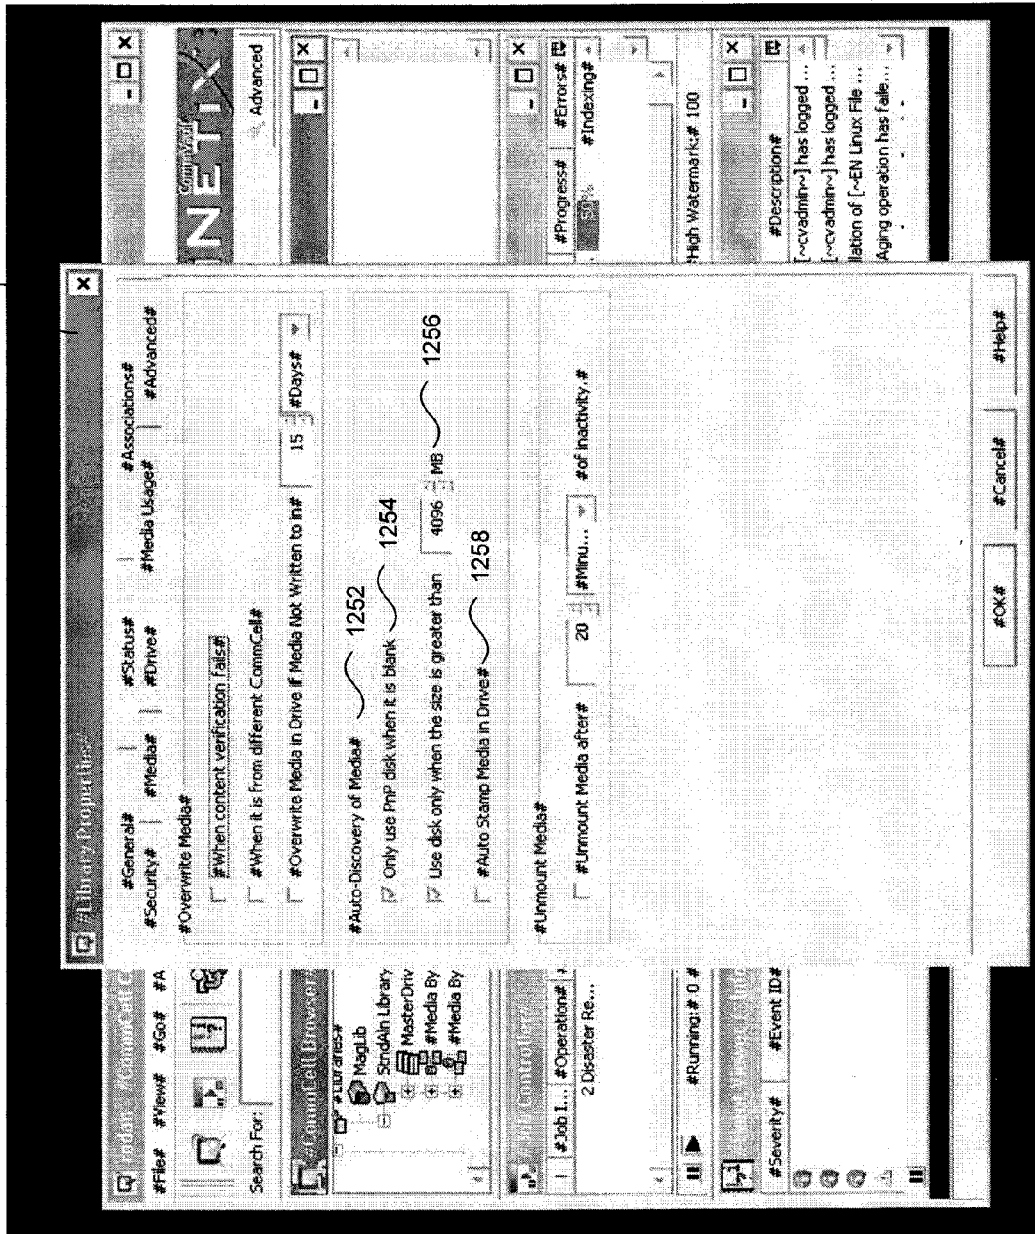 #Library Properties#
#General#
#Status#
#Associations#
#Security#
#Media#
#Drive#
#Media Usage#
#Advanced#
#Overwrite Media#
#When content verification fails#
#When it is From different CommCell#
#Overwrite Media in Drive if Media Not Written to in#
15
#Days#
#Auto-Discovery of Media#
1252
Only use PnP disk when it is blank
1254
Use disk only when the size is greater than
4096
MB
1256
#Auto Stamp Media in Drive#
1258
#Unmount Media#
#Unmount Media after#
20
#Minu...
#of inactivity.#
#OK#
#Cancel#
#Help#
#File#
#View#
#Go#
#A
Search For:
NETIX
Advanced
#CommCell Browser
#Libraries#
MagLib
ScndAln Library
MasterDriv
#Media By
#Media By
#Job I...
#Operation#
#Progress#
#Errors#
2 Disaster Re...
50%
#Indexing#
#Running:# 0 #
High Watermark:# 100
#Severity#
#Event ID#
#Description#
[~cvadmin~] has logged ...
[~cvadmin~] has logged ...
llation of [~EN Linux File ...
Aging operation has faile...